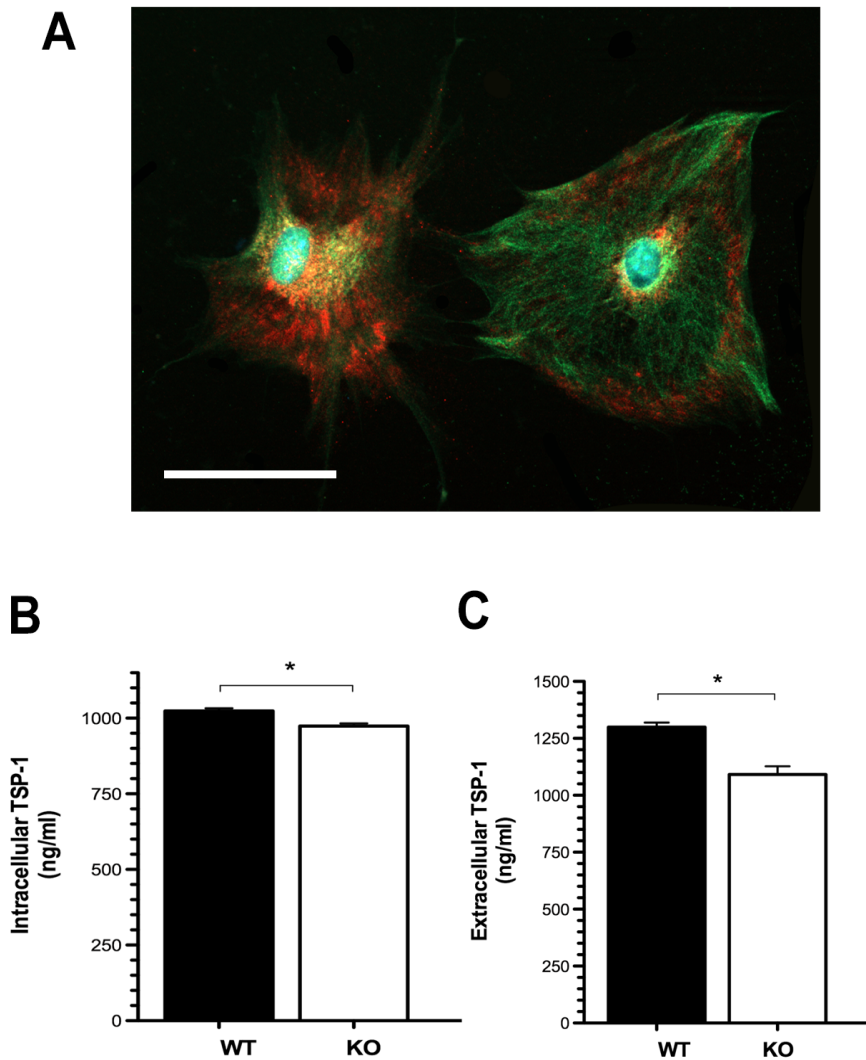 A
B
Intracellular TSP-1
(ng/ml)
1000
750
500
250
0
*
WT
KO
C
Extracellular TSP-1
(ng/ml)
1500
1250
1000
750
500
250
0
*
WT
KO